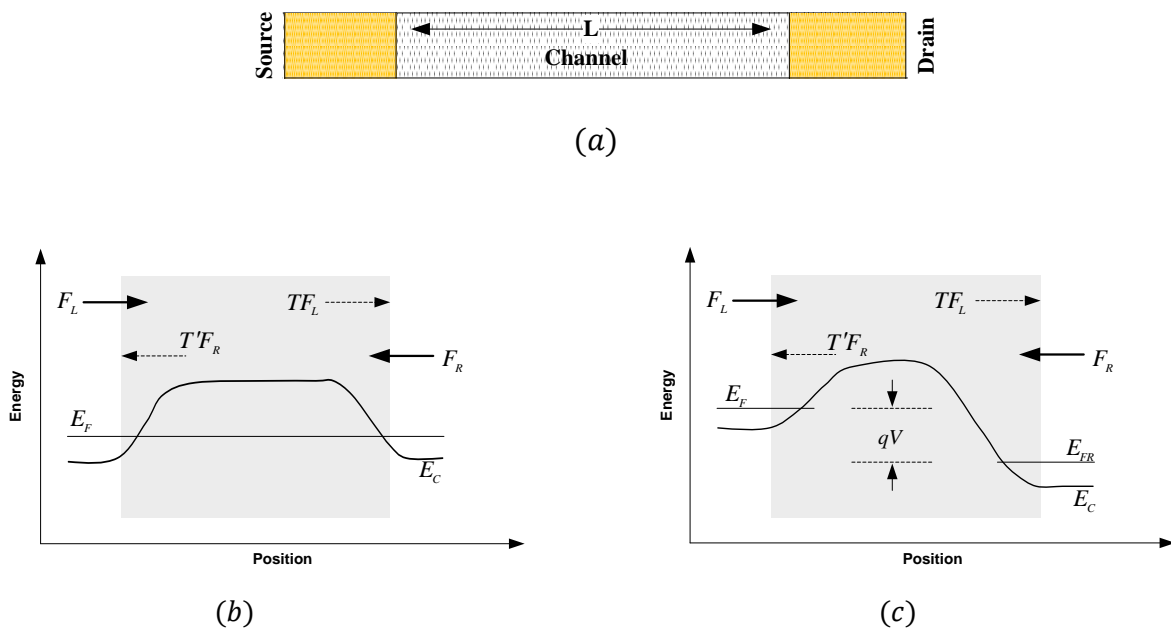 Source
L
Channel
Drain
(a)
F_L
TF_L
T'F_R
F_R
E_F
E_C
Energy
Position
(b)
F_L
TF_L
T'F_R
F_R
E_F
qV
E_FR
E_C
Energy
Position
(c)